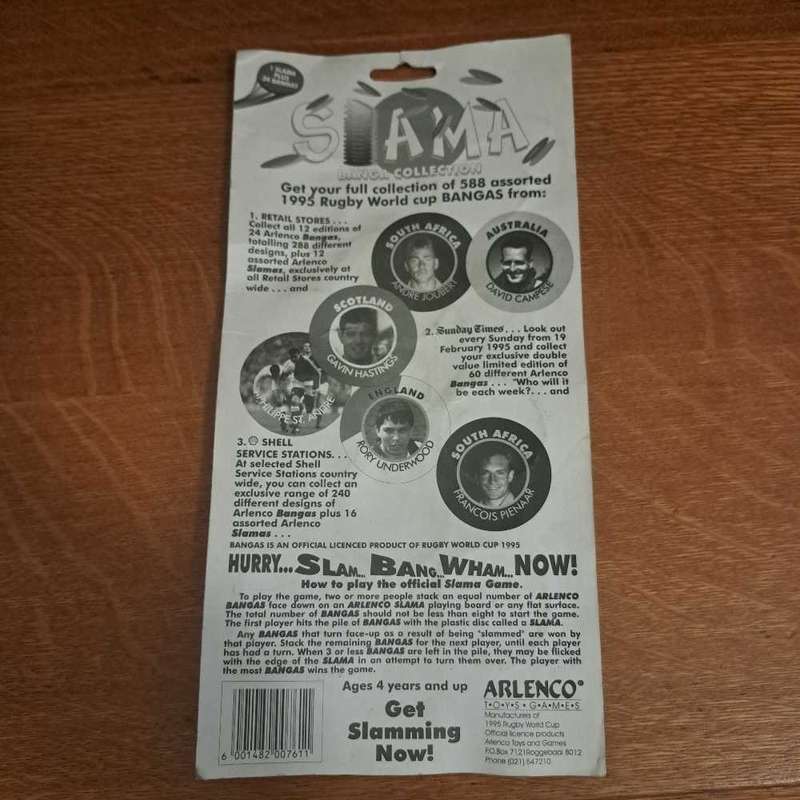 1 SLAMA
PLUS
24 BANGAS
SLAMA
BANGA COLLECTION
Get your full collection of 588 assorted
1995 Rugby World cup BANGAS from:
1. RETAIL STORES . . .
Collect all 12 editions of
24 Arlenco Bangas,
totalling 288 different
designs, plus 12
assorted Arlenco
Slamas, exclusively at
all Retail Stores country
wide . . . and
SOUTH AFRICA
ANDRE JOUBERT
AUSTRALIA
DAVID CAMPESE
SCOTLAND
GAVIN HASTINGS
2. Sunday Times. . . Look out
every Sunday from 19
February 1995 and collect
your exclusive double
value limited edition of
60 different Arlenco
Bangas . . . "Who will it
be each week?. . . and
PHILIPPE ST. ANDRE
ENGLAND
RORY UNDERWOOD
SOUTH AFRICA
FRANCOIS PIENAAR
3. SHELL
SERVICE STATIONS. . .
At selected Shell
Service Stations country
wide, you can collect an
exclusive range of 240
different designs of
Arlenco Bangas plus 16
assorted Arlenco
Slamas . . .
BANGAS IS AN OFFICIAL LICENCED PRODUCT OF RUGBY WORLD CUP 1995
HURRY... SLAM... BANG... WHAM... NOW!
How to play the official Slama Game.
To play the game, two or more people stack an equal number of ARLENCO
BANGAS face down on an ARLENCO SLAMA playing board or any flat surface.
The total number of BANGAS should not be less than eight to start the game.
The first player hits the pile of BANGAS with the plastic disc called a SLAMA.
Any BANGAS that turn face-up as a result of being 'slammed' are won by
that player. Stack the remaining BANGAS for the next player, until each player
has had a turn. When 3 or less BANGAS are left in the pile, they may be flicked
with the edge of the SLAMA in an attempt to turn them over. The player with
the most BANGAS wins the game.
Ages 4 years and up
Get
Slamming
Now!
6 001482 007611
ARLENCO
T•O•Y•S • G•A•M•E•S
Manufacturers of
1995 Rugby World Cup
Official licence products
Arlenco Toys and Games
P.O.Box 7121 Roggebaai 8012
Phone (021) 547210